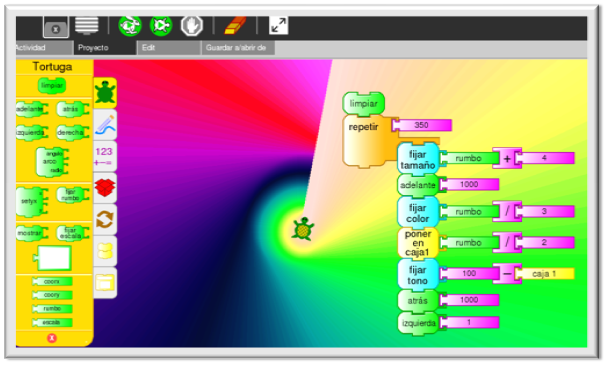 Actividad Proyecto Edit Guardar a/abrir de
Tortuga
limpiar
adelante atrás
izquierda derecha
angulo
arco
radio
setxy fijar rumbo
mostrar fijar escala
coorx
coory
rumbo
escala
123
+−=
limpiar
repetir 350
fijar tamaño rumbo + 4
adelante 1000
fijar color rumbo / 3
poner en caja1 rumbo / 2
fijar tono 100 − caja 1
atrás 1000
izquierda 1